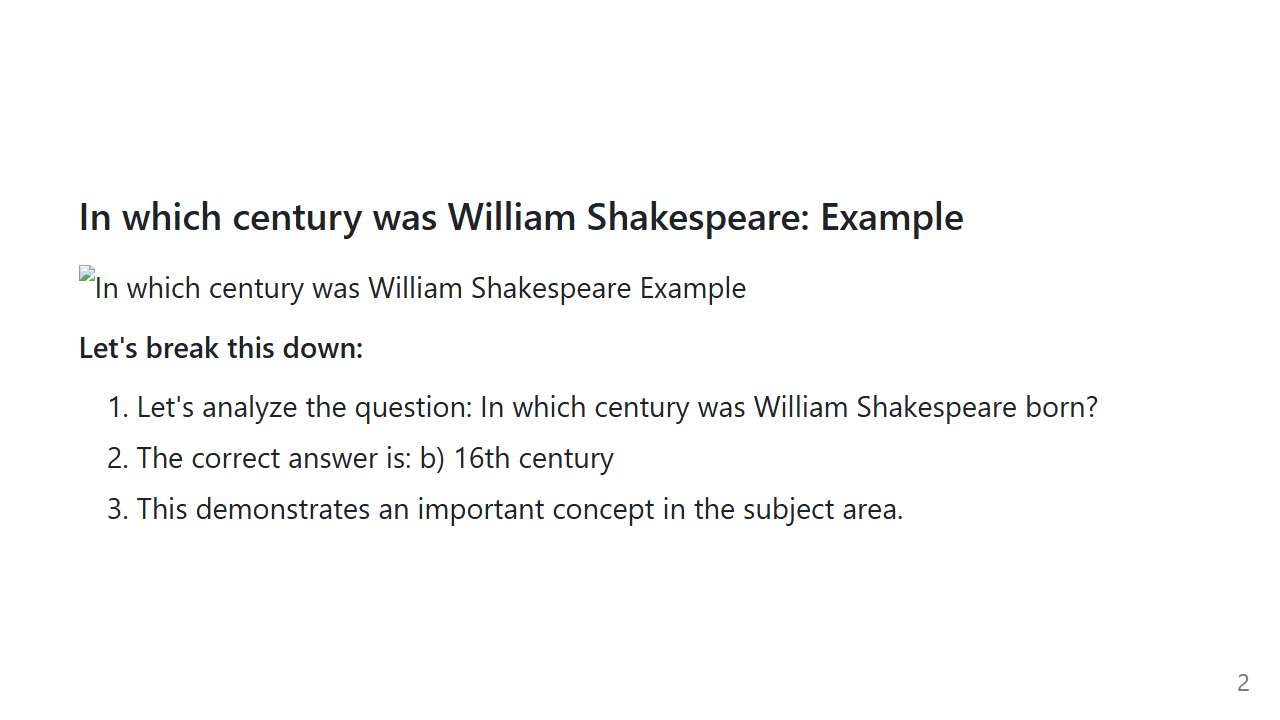 In which century was William Shakespeare: Example
In which century was William Shakespeare Example
Let's break this down:
1. Let's analyze the question: In which century was William Shakespeare born?
2. The correct answer is: b) 16th century
3. This demonstrates an important concept in the subject area.
2